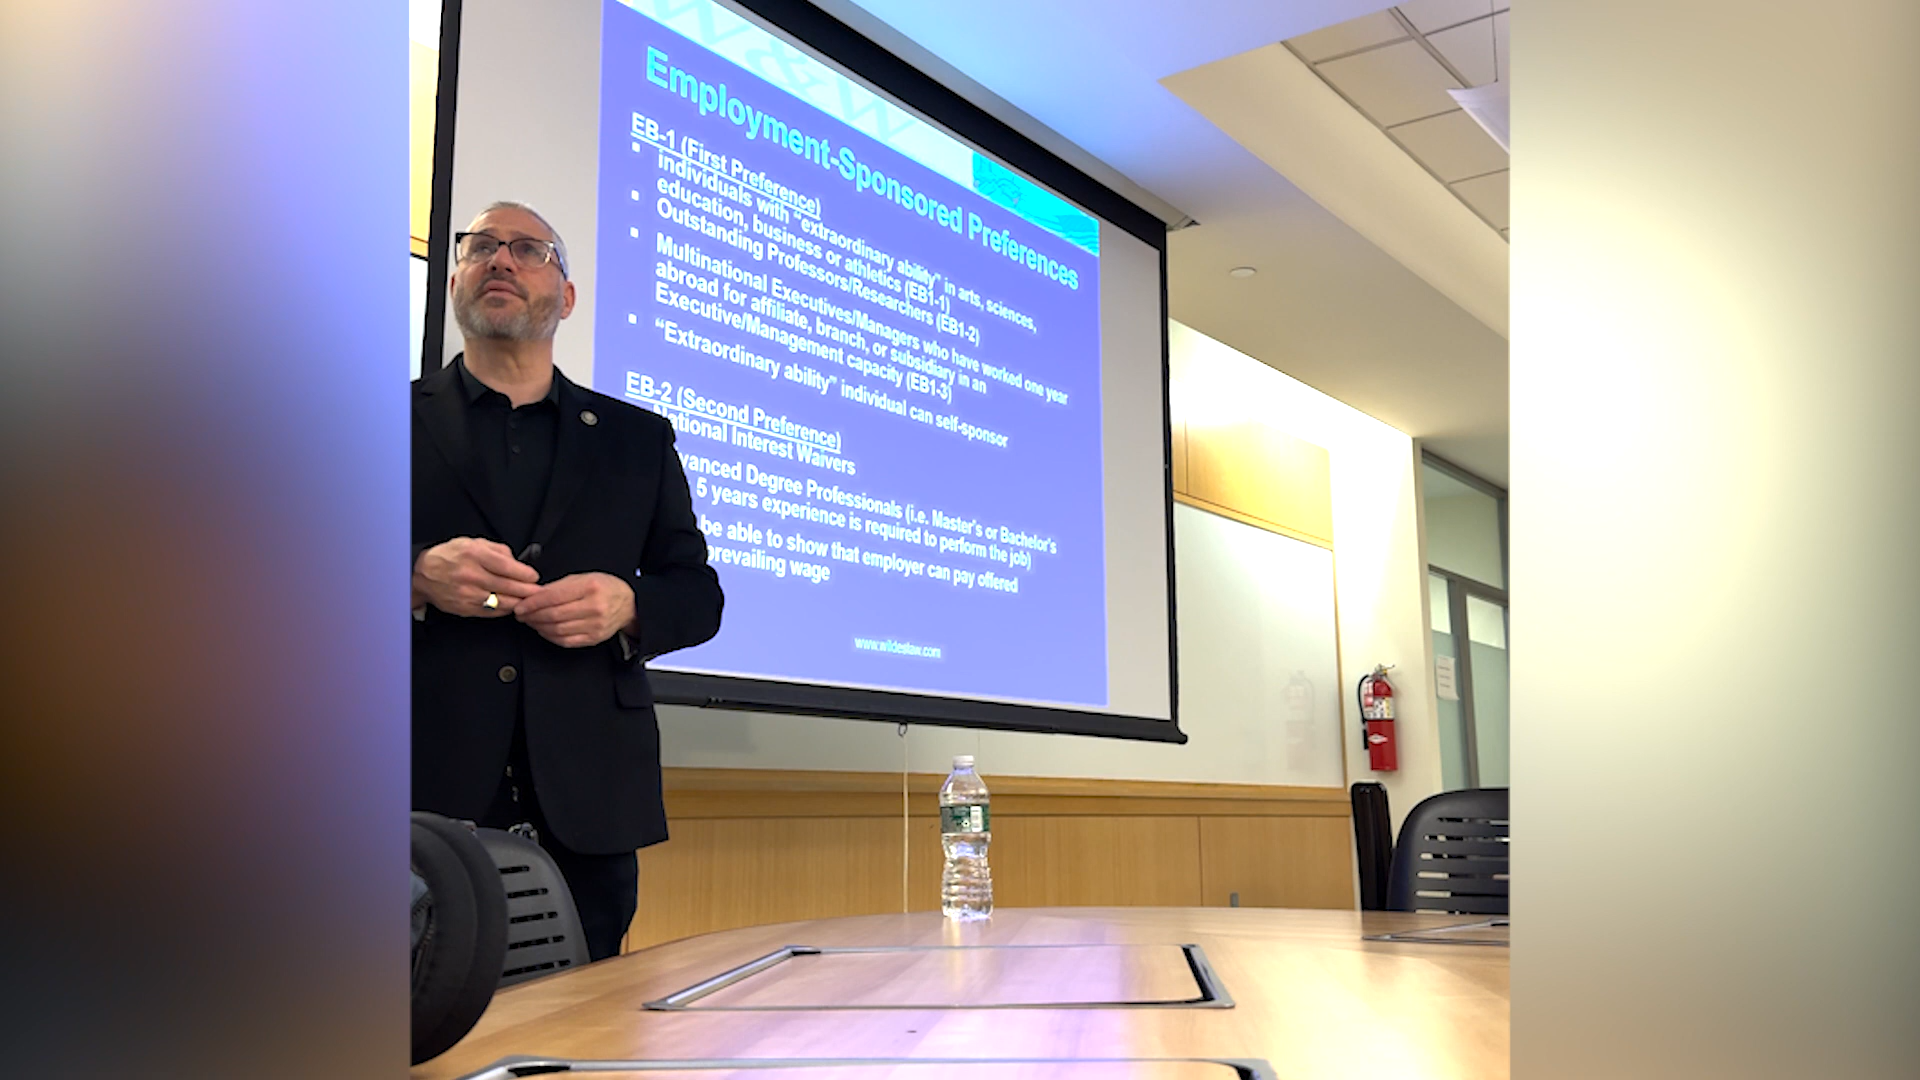 W&W
Employment-Sponsored Preferences
EB-1 (First Preference)
▪ individuals with “extraordinary ability” in arts, sciences,
education, business or athletics (EB1-1)
▪ Outstanding Professors/Researchers (EB1-2)
▪ Multinational Executives/Managers who have worked one year
abroad for affiliate, branch, or subsidiary in an
Executive/Management capacity (EB1-3)
▪ “Extraordinary ability” individual can self-sponsor
EB-2 (Second Preference)
National Interest Waivers
vanced Degree Professionals (i.e. Master's or Bachelor's
5 years experience is required to perform the job)
be able to show that employer can pay offered
prevailing wage
www.wildeslaw.com